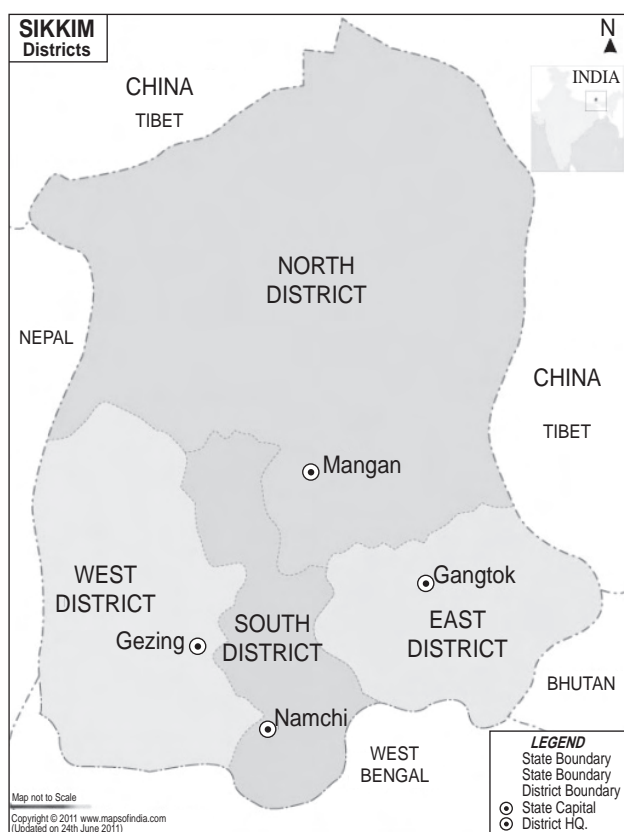 SIKKIM
Districts
N
INDIA
CHINA
TIBET
NORTH
DISTRICT
NEPAL
CHINA
TIBET
Mangan
WEST
DISTRICT
Gangtok
Gezing
SOUTH
DISTRICT
EAST
DISTRICT
BHUTAN
Namchi
WEST
BENGAL
LEGEND
State Boundary
State Boundary
District Boundary
State Capital
District HQ.
Map not to Scale
Copyright © 2011 www.mapsofindia.com
(Updated on 24th June 2011)